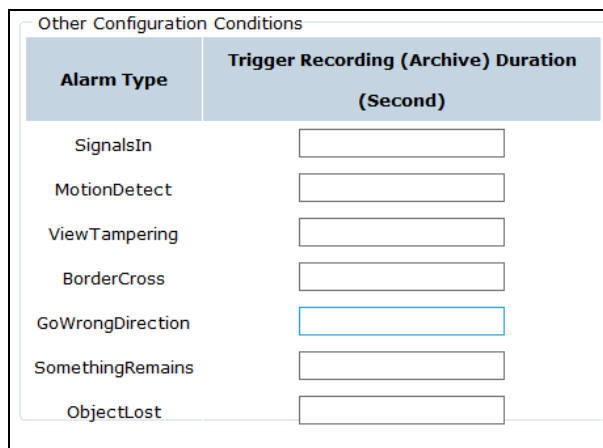 Other Configuration Conditions
Alarm Type
Trigger Recording (Archive) Duration
(Second)
SignalsIn
MotionDetect
ViewTampering
BorderCross
GoWrongDirection
SomethingRemains
ObjectLost